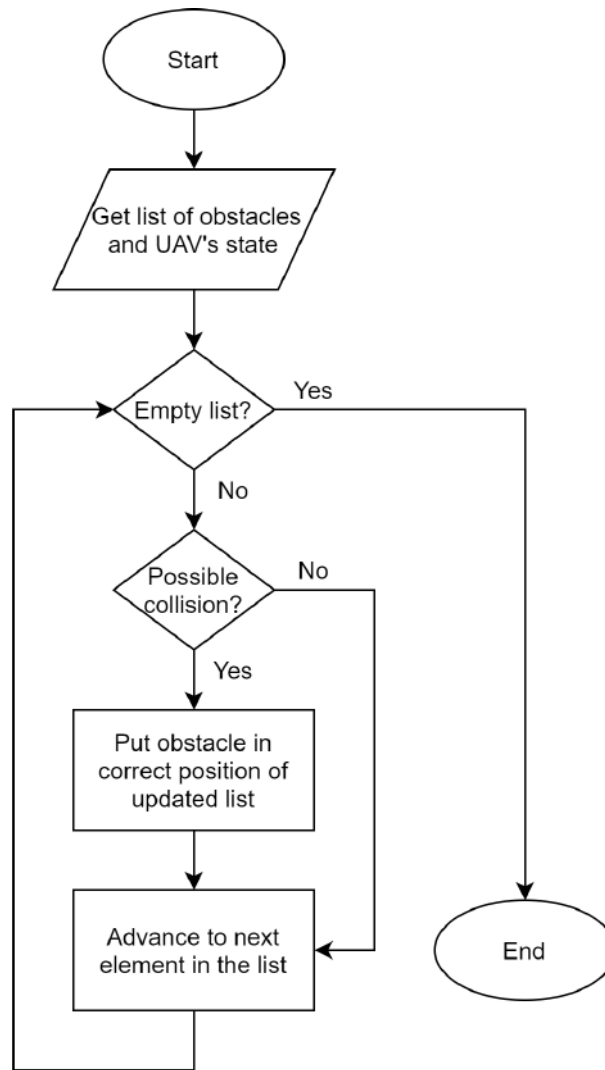 Start
Get list of obstacles
and UAV's state
Empty list?
Yes
No
Possible
collision?
No
Yes
Put obstacle in
correct position of
updated list
Advance to next
element in the list
End